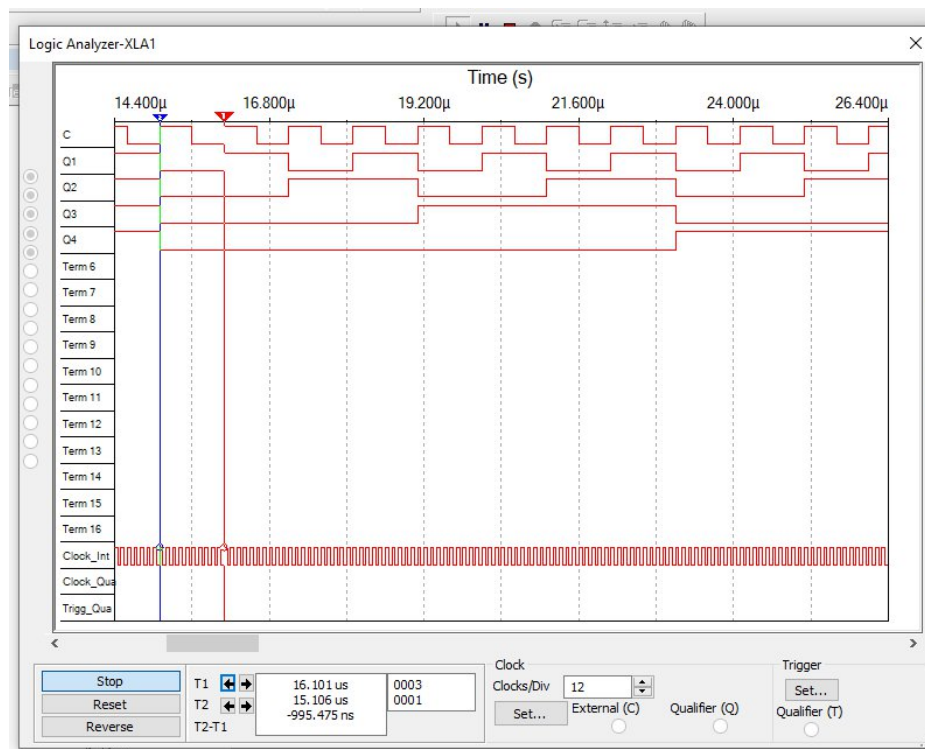 Logic Analyzer-XLA1
Time (s)
14.400µ 16.800µ 19.200µ 21.600µ 24.000µ 26.400µ
C
Q1
Q2
Q3
Q4
Term 6
Term 7
Term 8
Term 9
Term 10
Term 11
Term 12
Term 13
Term 14
Term 15
Term 16
Clock_Int
Clock_Qua
Trigg_Qua
Stop
Reset
Reverse
T1
T2
T2-T1
16.101 us
15.106 us
-995.475 ns
0003
0001
Clock
Clocks/Div 12
Set...
External (C)
Qualifier (Q)
Trigger
Set...
Qualifier (T)